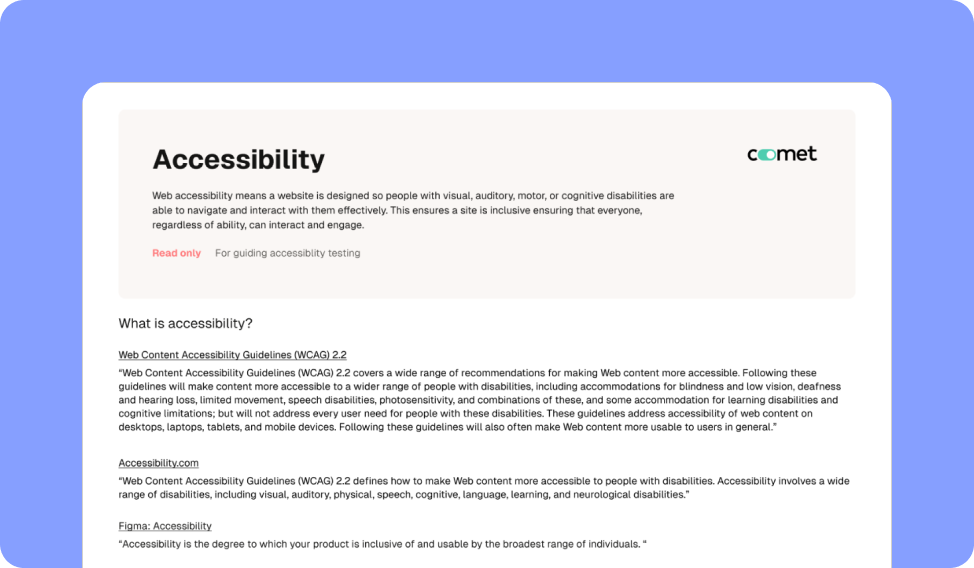 Accessibility
comet
Web accessibility means a website is designed so people with visual, auditory, motor, or cognitive disabilities are
able to navigate and interact with them effectively. This ensures a site is inclusive ensuring that everyone,
regardless of ability, can interact and engage.
Read only For guiding accessiblity testing
What is accessibility?
Web Content Accessibility Guidelines (WCAG) 2.2
“Web Content Accessibility Guidelines (WCAG) 2.2 covers a wide range of recommendations for making Web content more accessible. Following these
guidelines will make content more accessible to a wider range of people with disabilities, including accommodations for blindness and low vision, deafness
and hearing loss, limited movement, speech disabilities, photosensitivity, and combinations of these, and some accommodation for learning disabilities and
cognitive limitations; but will not address every user need for people with these disabilities. These guidelines address accessibility of web content on
desktops, laptops, tablets, and mobile devices. Following these guidelines will also often make Web content more usable to users in general.”
Accessibility.com
“Web Content Accessibility Guidelines (WCAG) 2.2 defines how to make Web content more accessible to people with disabilities. Accessibility involves a wide
range of disabilities, including visual, auditory, physical, speech, cognitive, language, learning, and neurological disabilities.”
Figma: Accessibility
“Accessibility is the degree to which your product is inclusive of and usable by the broadest range of individuals. “